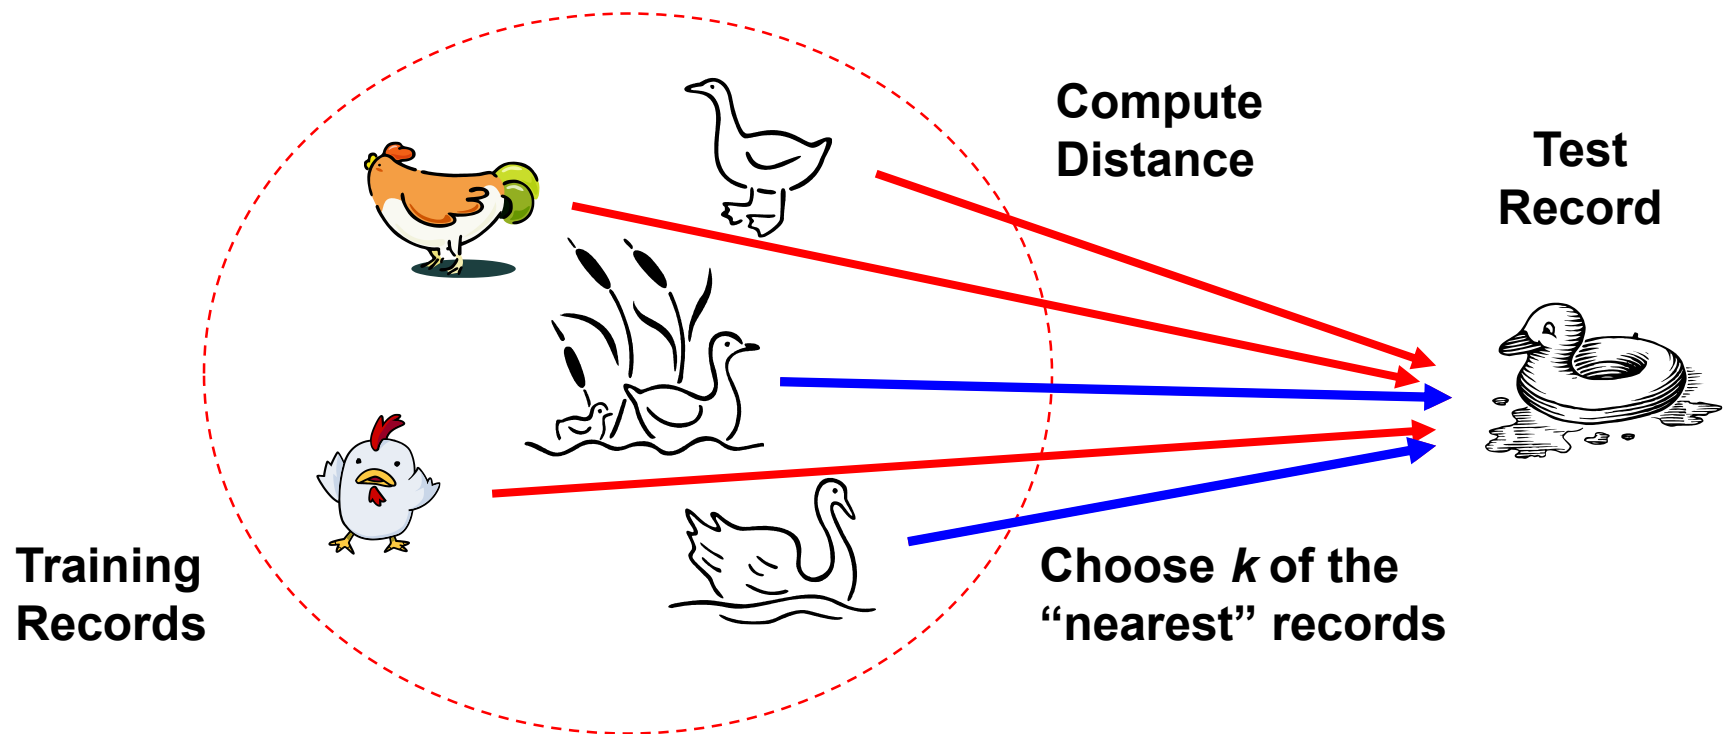 Compute
Distance
Test
Record
Training
Records
Choose k of the
“nearest” records